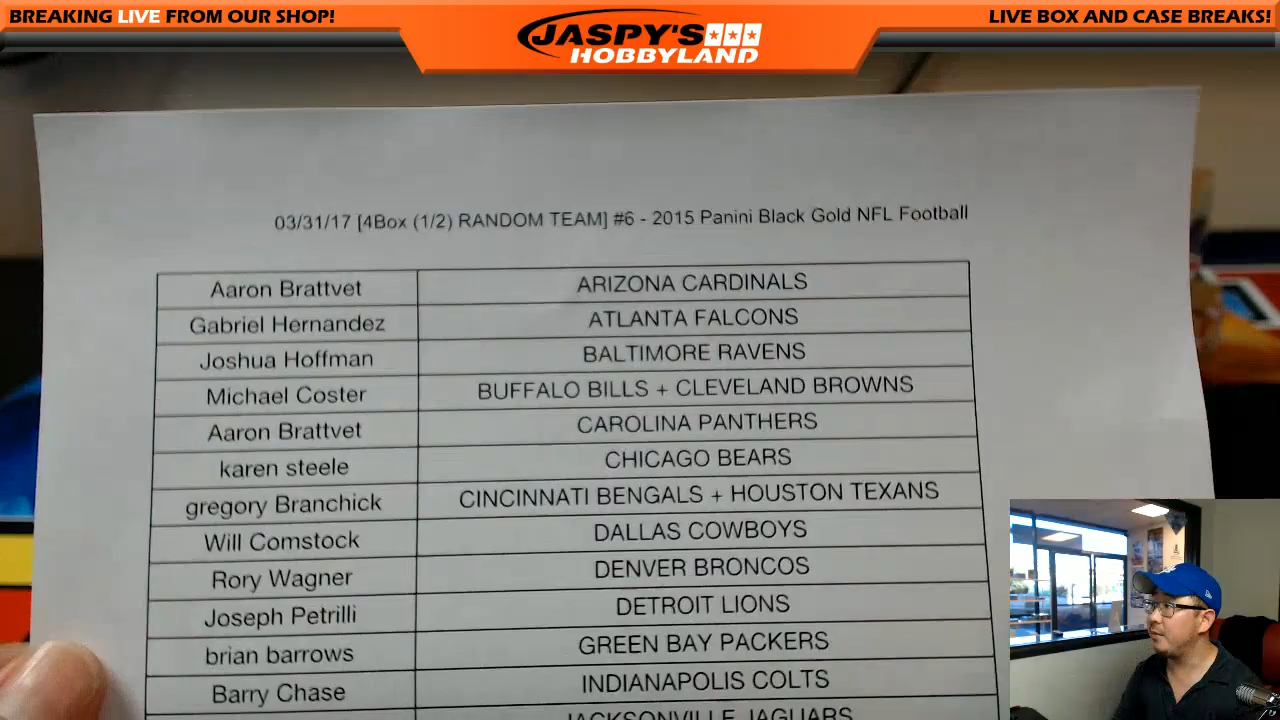 BREAKING LIVE FROM OUR SHOP!
JASPY'S
HOBBYLAND
LIVE BOX AND CASE BREAKS!
03/31/17 [4Box (1/2) RANDOM TEAM] #6 - 2015 Panini Black Gold NFL Football
Aaron Brattvet ARIZONA CARDINALS
Gabriel Hernandez ATLANTA FALCONS
Joshua Hoffman BALTIMORE RAVENS
Michael Coster BUFFALO BILLS + CLEVELAND BROWNS
Aaron Brattvet CAROLINA PANTHERS
karen steele CHICAGO BEARS
gregory Branchick CINCINNATI BENGALS + HOUSTON TEXANS
Will Comstock DALLAS COWBOYS
Rory Wagner DENVER BRONCOS
Joseph Petrilli DETROIT LIONS
brian barrows GREEN BAY PACKERS
Barry Chase INDIANAPOLIS COLTS
JACKSONVILLE JAGUARS